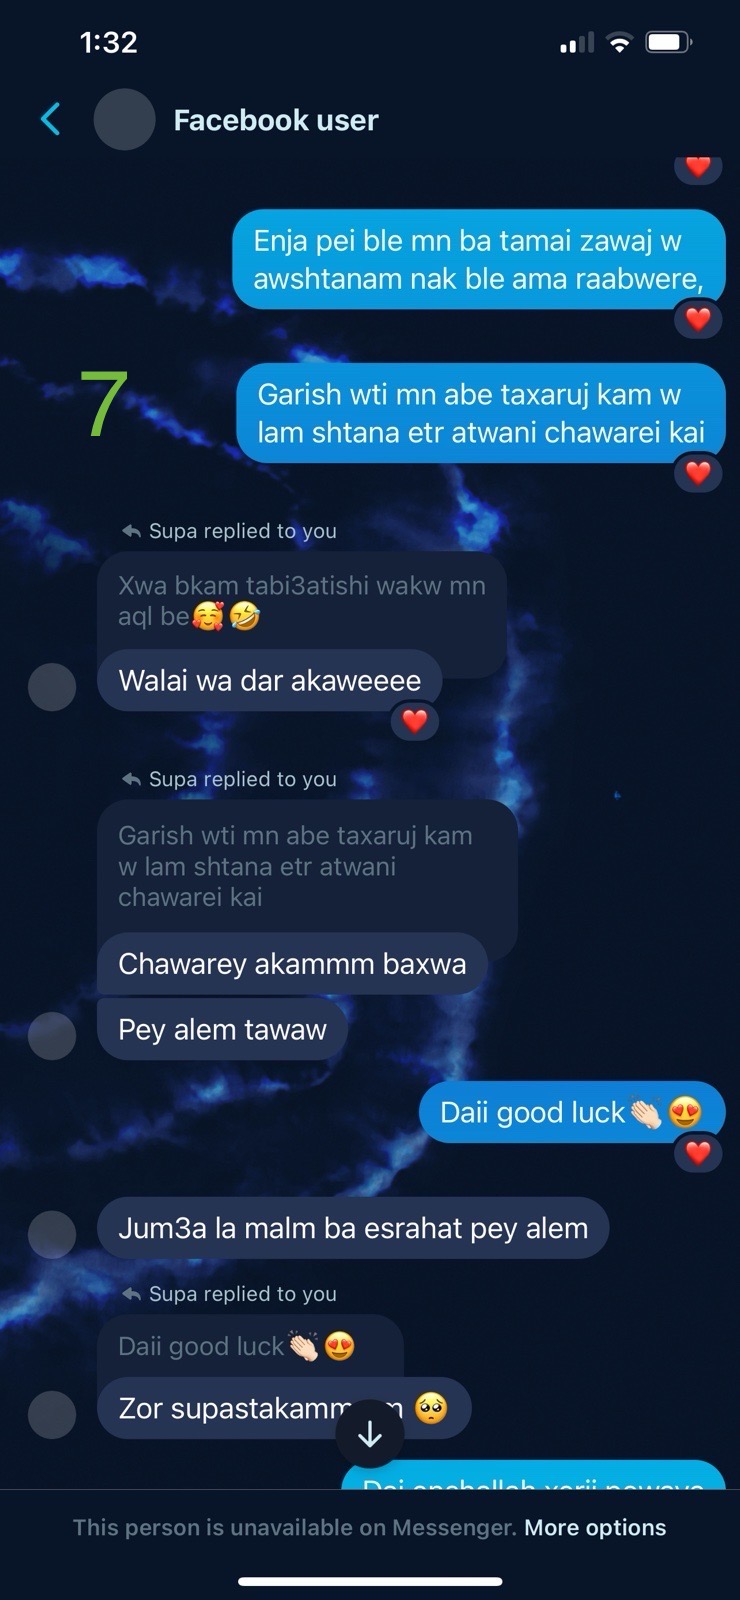 1:32
Facebook user
❤️
Enja pei ble mn ba tamai zawaj w
awshtanam nak ble ama raabwere,
❤️
7
Garish wti mn abe taxaruj kam w
lam shtana etr atwani chawarei kai
❤️
Supa replied to you
Xwa bkam tabi3atishi wakw mn
aql be🥰🤣
Walai wa dar akaweeee
❤️
Supa replied to you
Garish wti mn abe taxaruj kam
w lam shtana etr atwani
chawarei kai
Chawarey akammm baxwa
Pey alem tawaw
Daii good luck👏🏻😍
❤️
Jum3a la malm ba esrahat pey alem
Supa replied to you
Daii good luck👏🏻😍
Zor 🥺
This person is unavailable on Messenger. More options